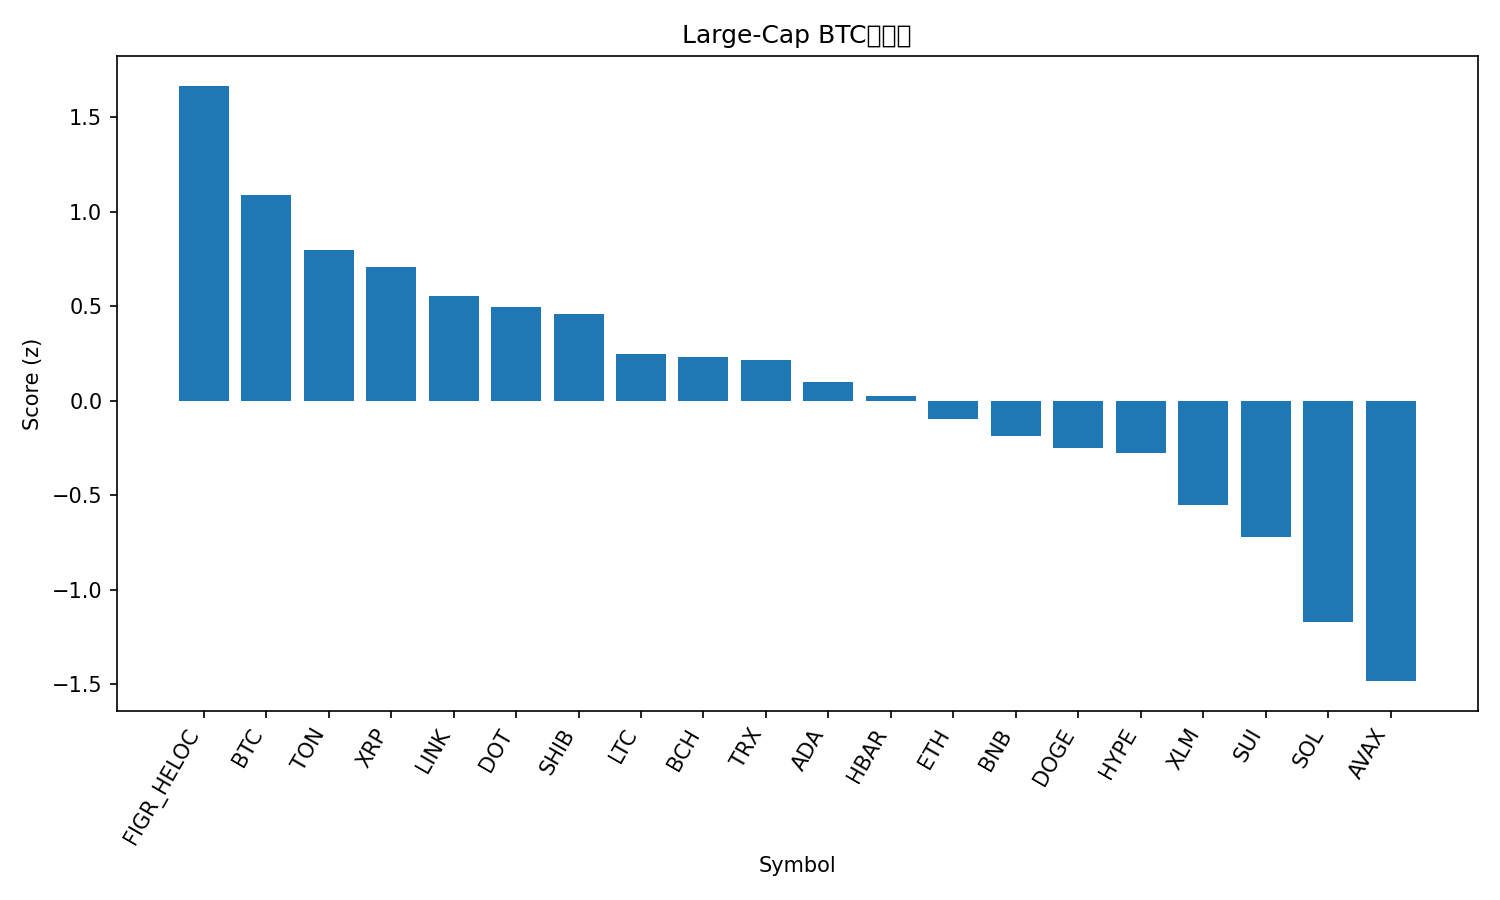 Large-Cap BTC
1.5
1.0
0.5
0.0
−0.5
−1.0
−1.5
Score (z)
FIGR_HELOC
BTC
TON
XRP
LINK
DOT
SHIB
LTC
BCH
TRX
ADA
HBAR
ETH
BNB
DOGE
HYPE
XLM
SUI
SOL
AVAX
Symbol